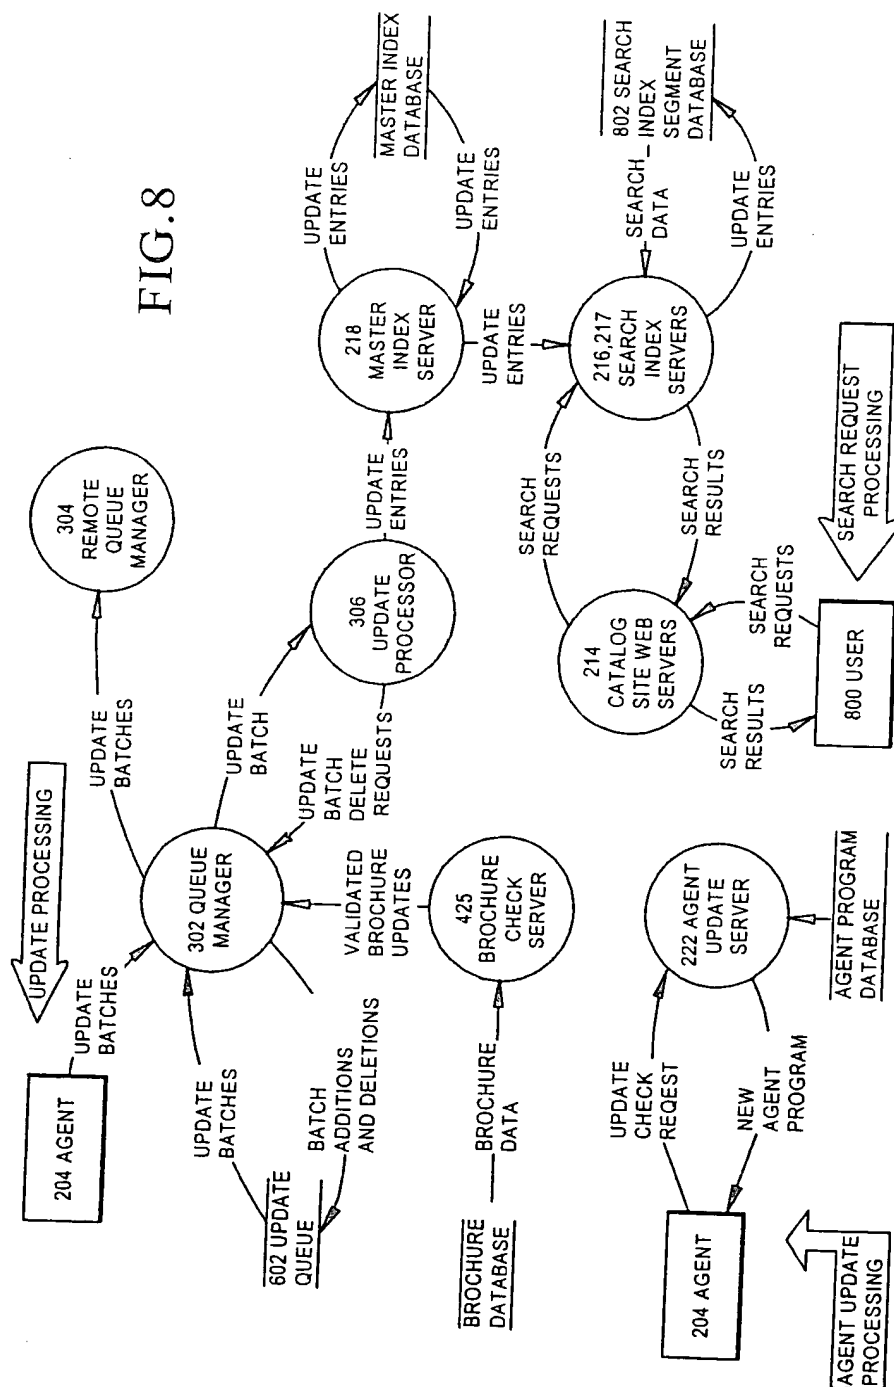 FIG.8
UPDATE PROCESSING
204 AGENT
UPDATE
BATCHES
302 QUEUE
MANAGER
UPDATE
BATCHES
304
REMOTE
QUEUE
MANAGER
UPDATE
BATCHES
602 UPDATE
QUEUE
BATCH
ADDITIONS
AND DELETIONS
UPDATE
BATCH
UPDATE
BATCH
DELETE
REQUESTS
306
UPDATE
PROCESSOR
UPDATE
ENTRIES
218
MASTER
INDEX
SERVER
UPDATE
ENTRIES
MASTER INDEX
DATABASE
UPDATE
ENTRIES
UPDATE
ENTRIES
VALIDATED
BROCHURE
UPDATES
425
BROCHURE
CHECK
SERVER
BROCHURE
DATA
BROCHURE
DATABASE
216,217
SEARCH
INDEX
SERVERS
SEARCH
DATA
802 SEARCH
INDEX
SEGMENT
DATABASE
UPDATE
ENTRIES
SEARCH
REQUESTS
SEARCH
RESULTS
214
CATALOG
SITE WEB
SERVERS
SEARCH
REQUESTS
SEARCH
RESULTS
800 USER
SEARCH REQUEST
PROCESSING
204 AGENT
UPDATE
CHECK
REQEST
222 AGENT
UPDATE
SERVER
NEW
AGENT
PROGRAM
AGENT PROGRAM
DATABASE
AGENT UPDATE
PROCESSING